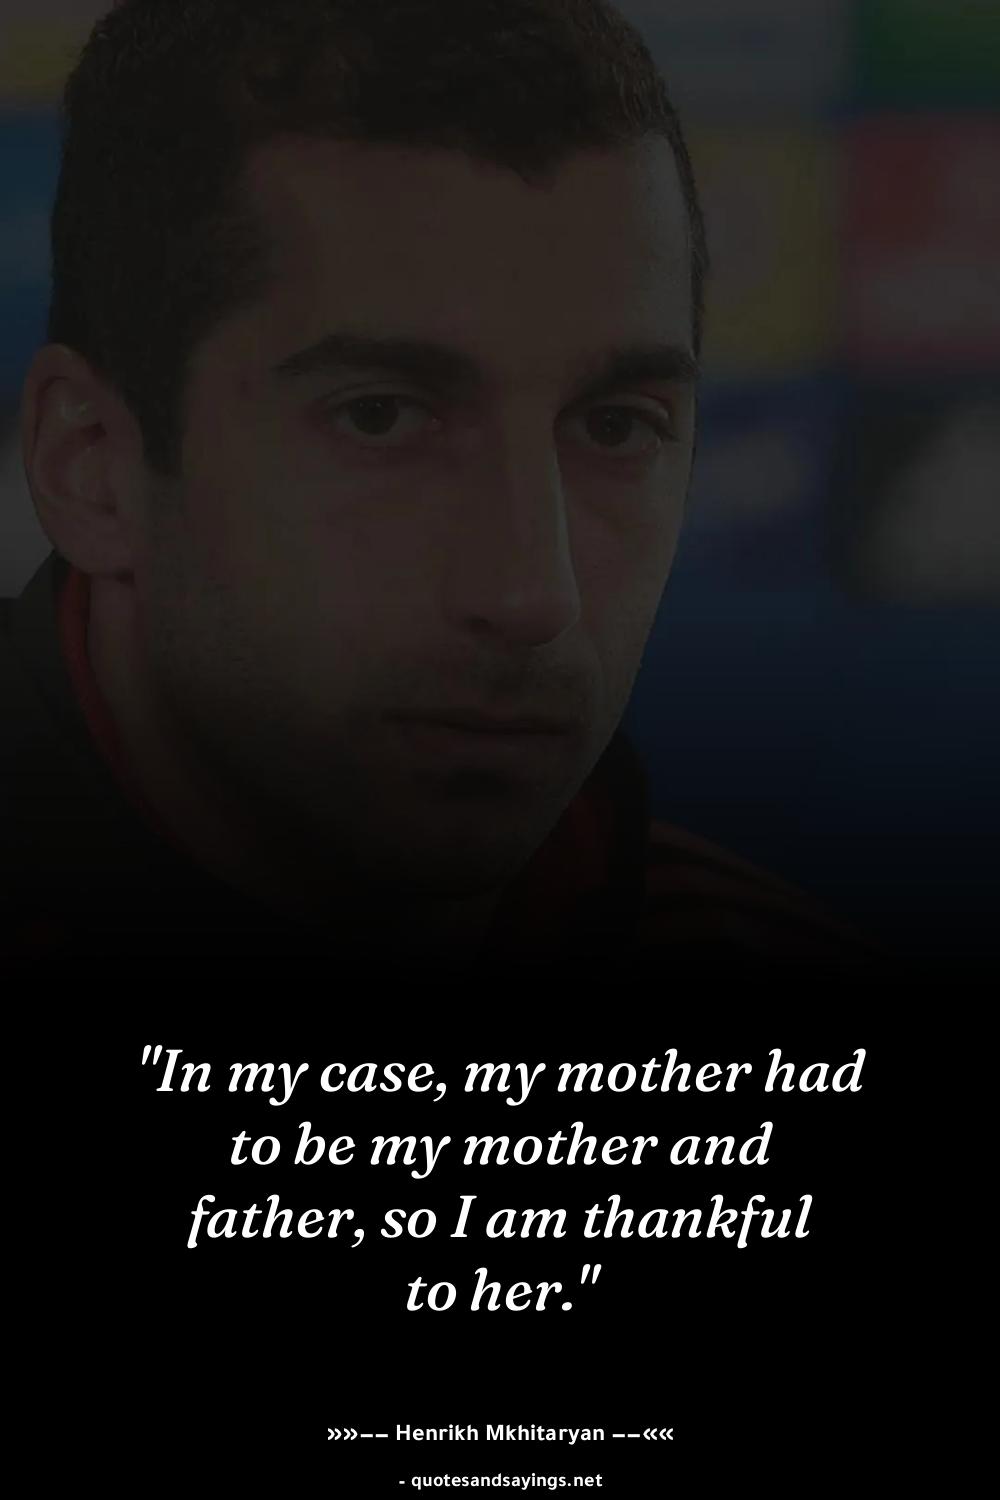 "In my case, my mother had
to be my mother and
father, so I am thankful
to her."
»»–– Henrikh Mkhitaryan ––««
- quotesandsayings.net